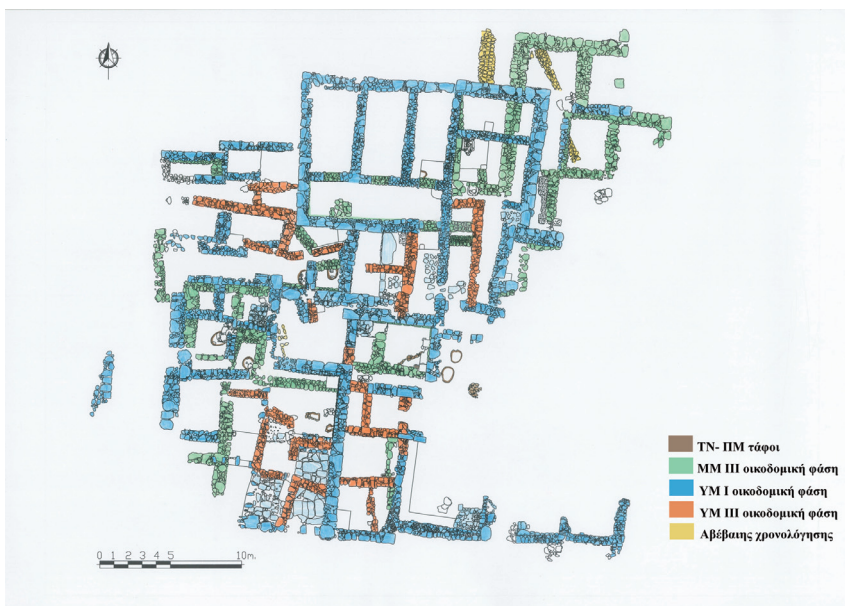 ΤΝ- ΠΜ τάφοι
ΜΜ ΙΙΙ οικοδομική φάση
ΥΜ Ι οικοδομική φάση
ΥΜ ΙΙΙ οικοδομική φάση
Αβέβαιης χρονολόγησης
0 1 2 3 4 5 10m.